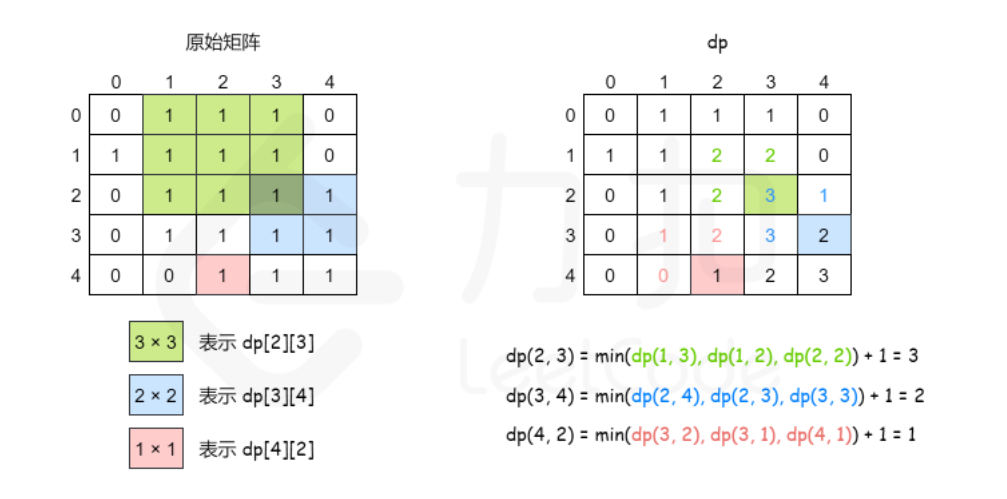 原始矩阵
0 1 2 3 4
0 0 1 1 1 0
1 1 1 1 1 0
2 0 1 1 1 1
3 0 1 1 1 1
4 0 0 1 1 1
3 × 3 表示 dp[2][3]
2 × 2 表示 dp[3][4]
1 × 1 表示 dp[4][2]
dp
0 1 2 3 4
0 0 1 1 1 0
1 1 1 2 2 0
2 0 1 2 3 1
3 0 1 2 3 2
4 0 0 1 2 3
dp(2, 3) = min(dp(1, 3), dp(1, 2), dp(2, 2)) + 1 = 3
dp(3, 4) = min(dp(2, 4), dp(2, 3), dp(3, 3)) + 1 = 2
dp(4, 2) = min(dp(3, 2), dp(3, 1), dp(4, 1)) + 1 = 1
力扣
LeetCode